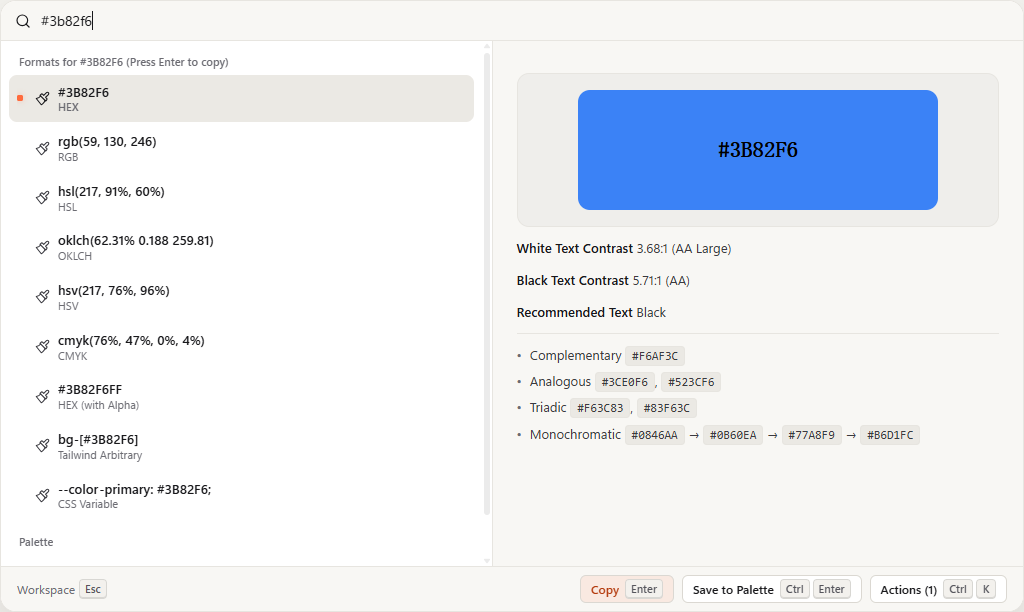 #3b82f6
Formats for #3B82F6 (Press Enter to copy)
#3B82F6
HEX
rgb(59, 130, 246)
RGB
hsl(217, 91%, 60%)
HSL
oklch(62.31% 0.188 259.81)
OKLCH
hsv(217, 76%, 96%)
HSV
cmyk(76%, 47%, 0%, 4%)
CMYK
#3B82F6FF
HEX (with Alpha)
bg-[#3B82F6]
Tailwind Arbitrary
--color-primary: #3B82F6;
CSS Variable
Palette
#3B82F6
White Text Contrast 3.68:1 (AA Large)
Black Text Contrast 5.71:1 (AA)
Recommended Text Black
• Complementary #F6AF3C
• Analogous #3CE0F6 , #523CF6
• Triadic #F63C83 , #83F63C
• Monochromatic #0846AA → #0B60EA → #77A8F9 → #B6D1FC
Workspace Esc
Copy Enter
Save to Palette Ctrl Enter
Actions (1) Ctrl K